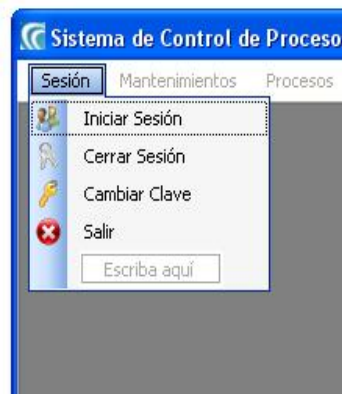 Sistema de Control de Proceso
Sesión Mantenimientos Procesos
Iniciar Sesión
Cerrar Sesión
Cambiar Clave
Salir
Escriba aquí